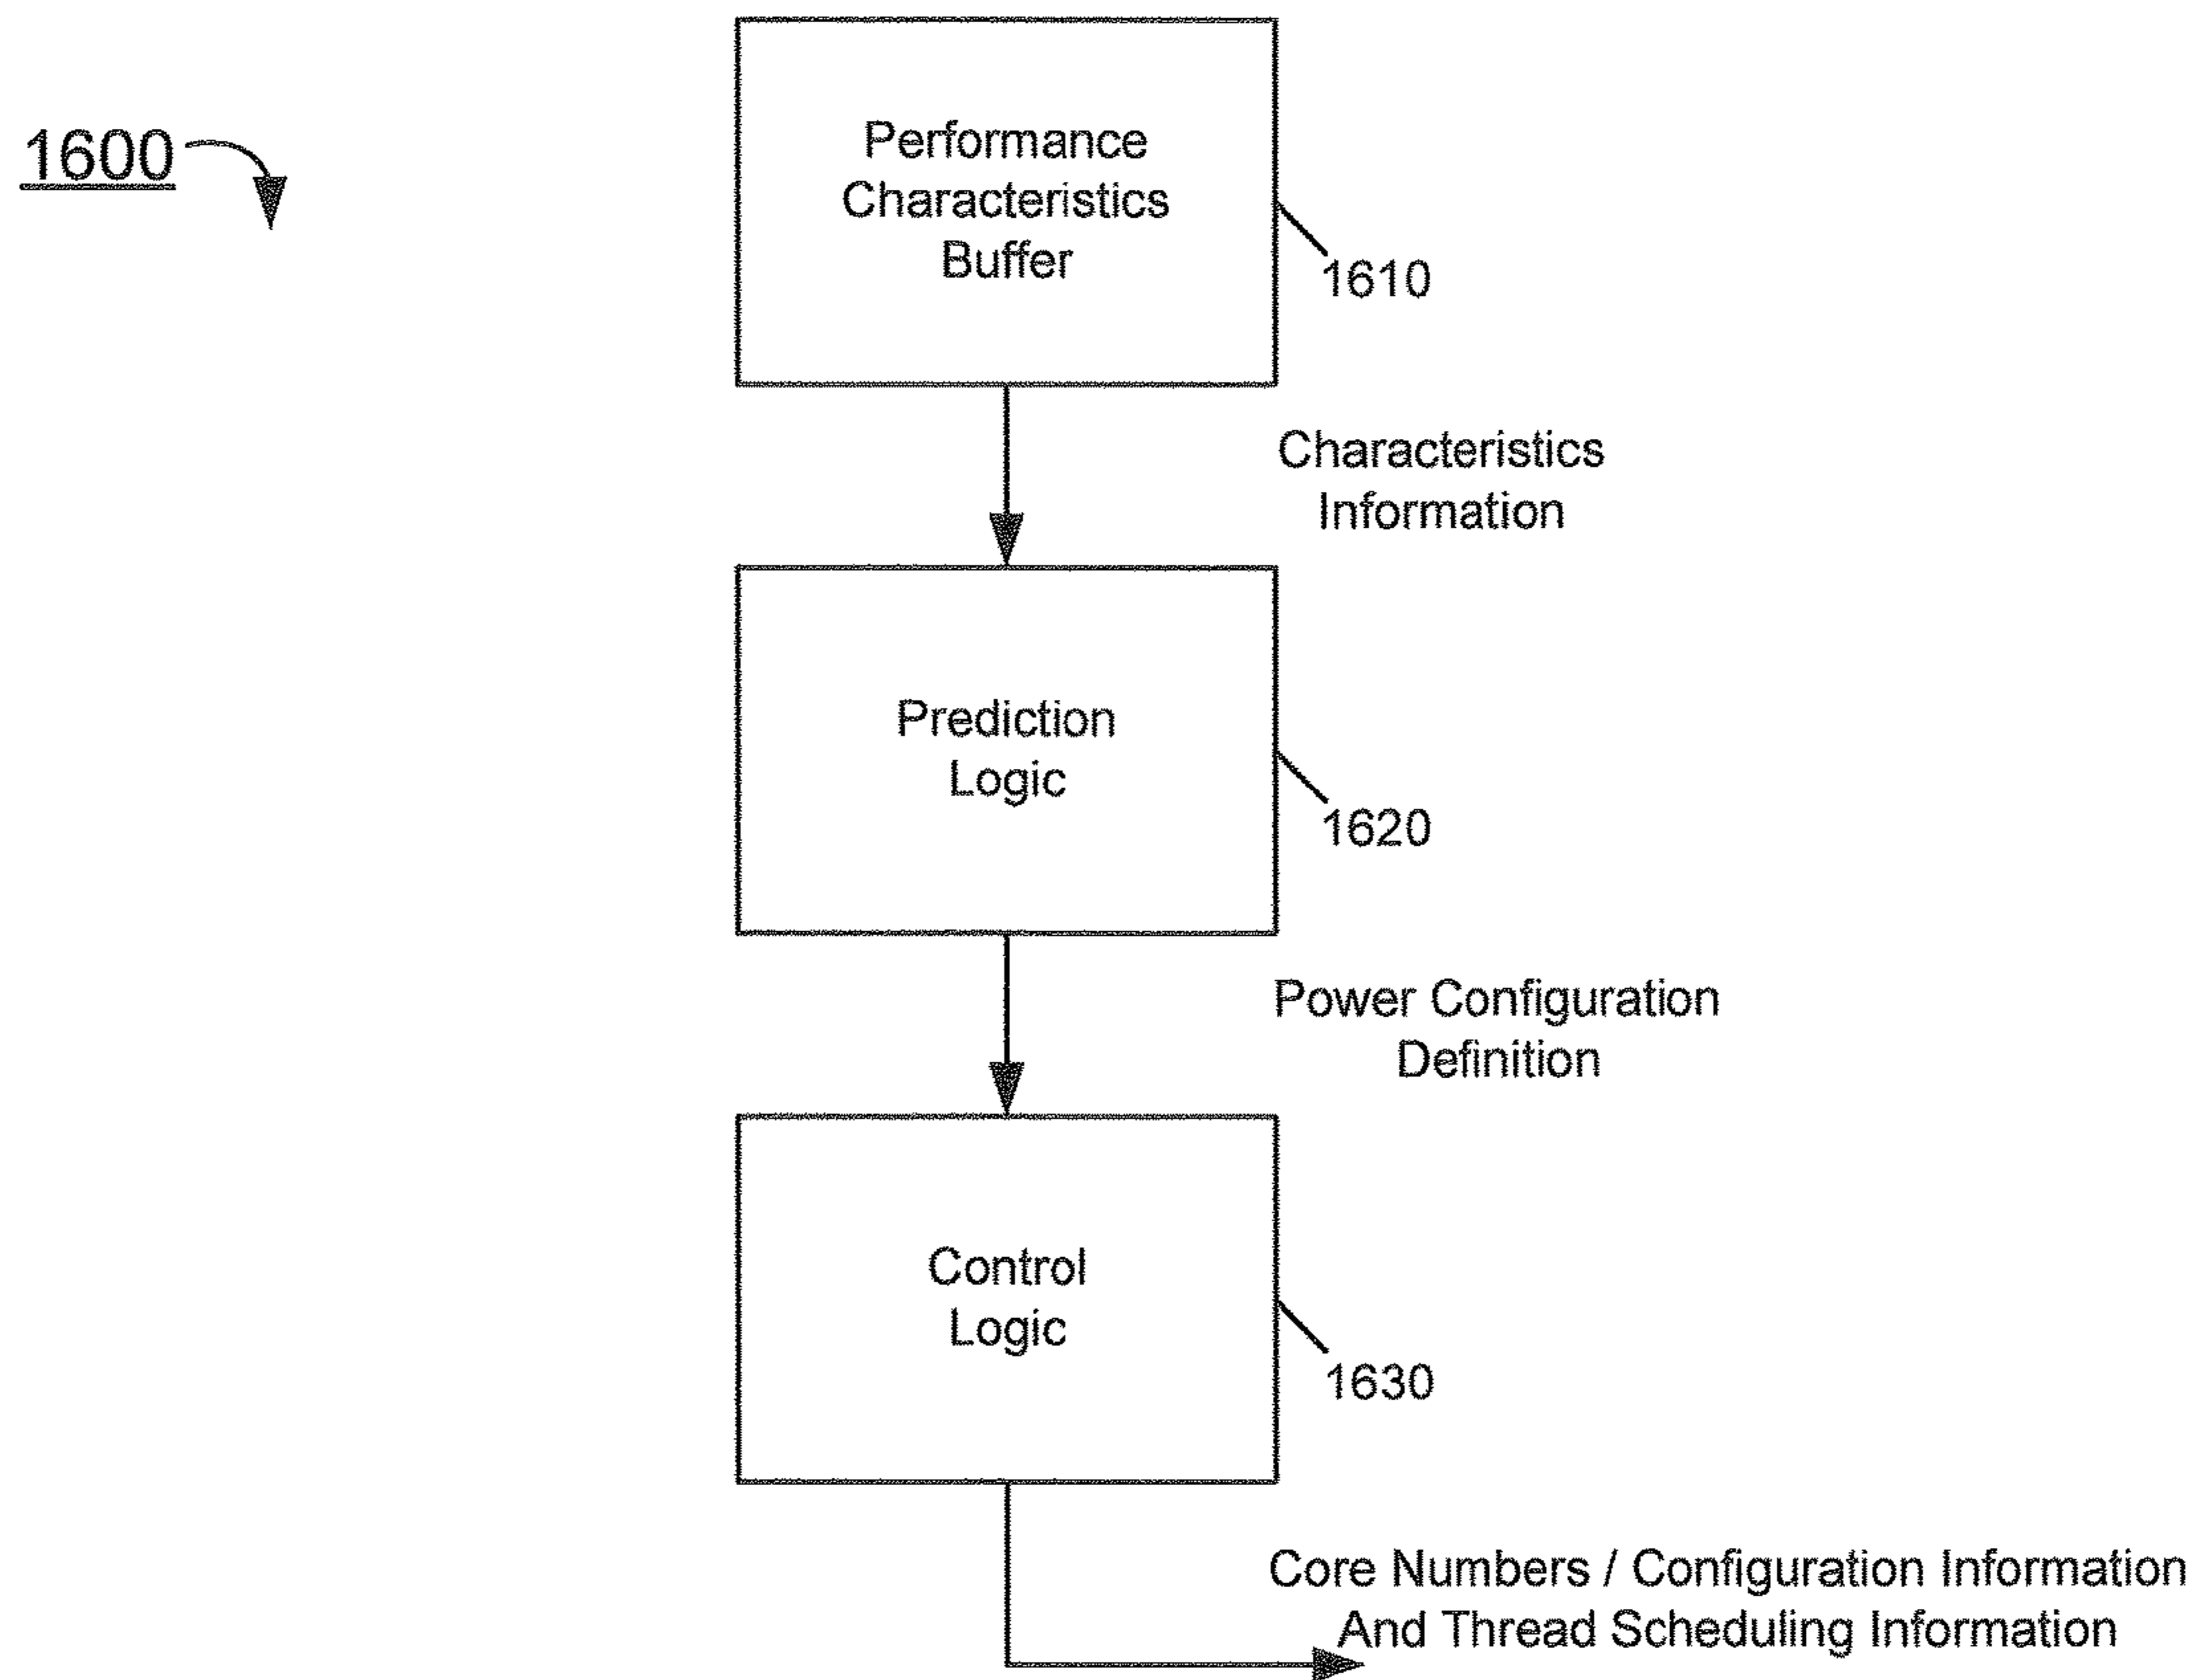 1600
Performance
Characteristics
Buffer
1610
Characteristics
Information
Prediction
Logic
1620
Power Configuration
Definition
Control
Logic
1630
Core Numbers / Configuration Information
And Thread Scheduling Information